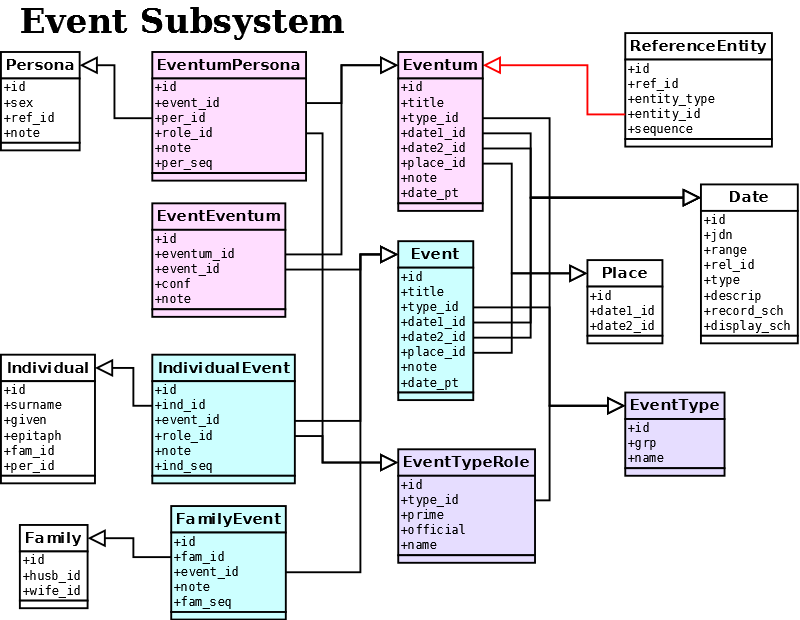 Event Subsystem
Persona
+id
+sex
+ref_id
+note
EventumPersona
+id
+event_id
+per_id
+role_id
+note
+per_seq
Eventum
+id
+title
+type_id
+date1_id
+date2_id
+place_id
+note
+date_pt
ReferenceEntity
+id
+ref_id
+entity_type
+entity_id
+sequence
EventEventum
+id
+eventum_id
+event_id
+conf
+note
Event
+id
+title
+type_id
+date1_id
+date2_id
+place_id
+note
+date_pt
Place
+id
+date1_id
+date2_id
Date
+id
+jdn
+range
+rel_id
+type
+descrip
+record_sch
+display_sch
Individual
+id
+surname
+given
+epitaph
+fam_id
+per_id
IndividualEvent
+id
+ind_id
+event_id
+role_id
+note
+ind_seq
EventTypeRole
+id
+type_id
+prime
+official
+name
EventType
+id
+grp
+name
Family
+id
+husb_id
+wife_id
FamilyEvent
+id
+fam_id
+event_id
+note
+fam_seq